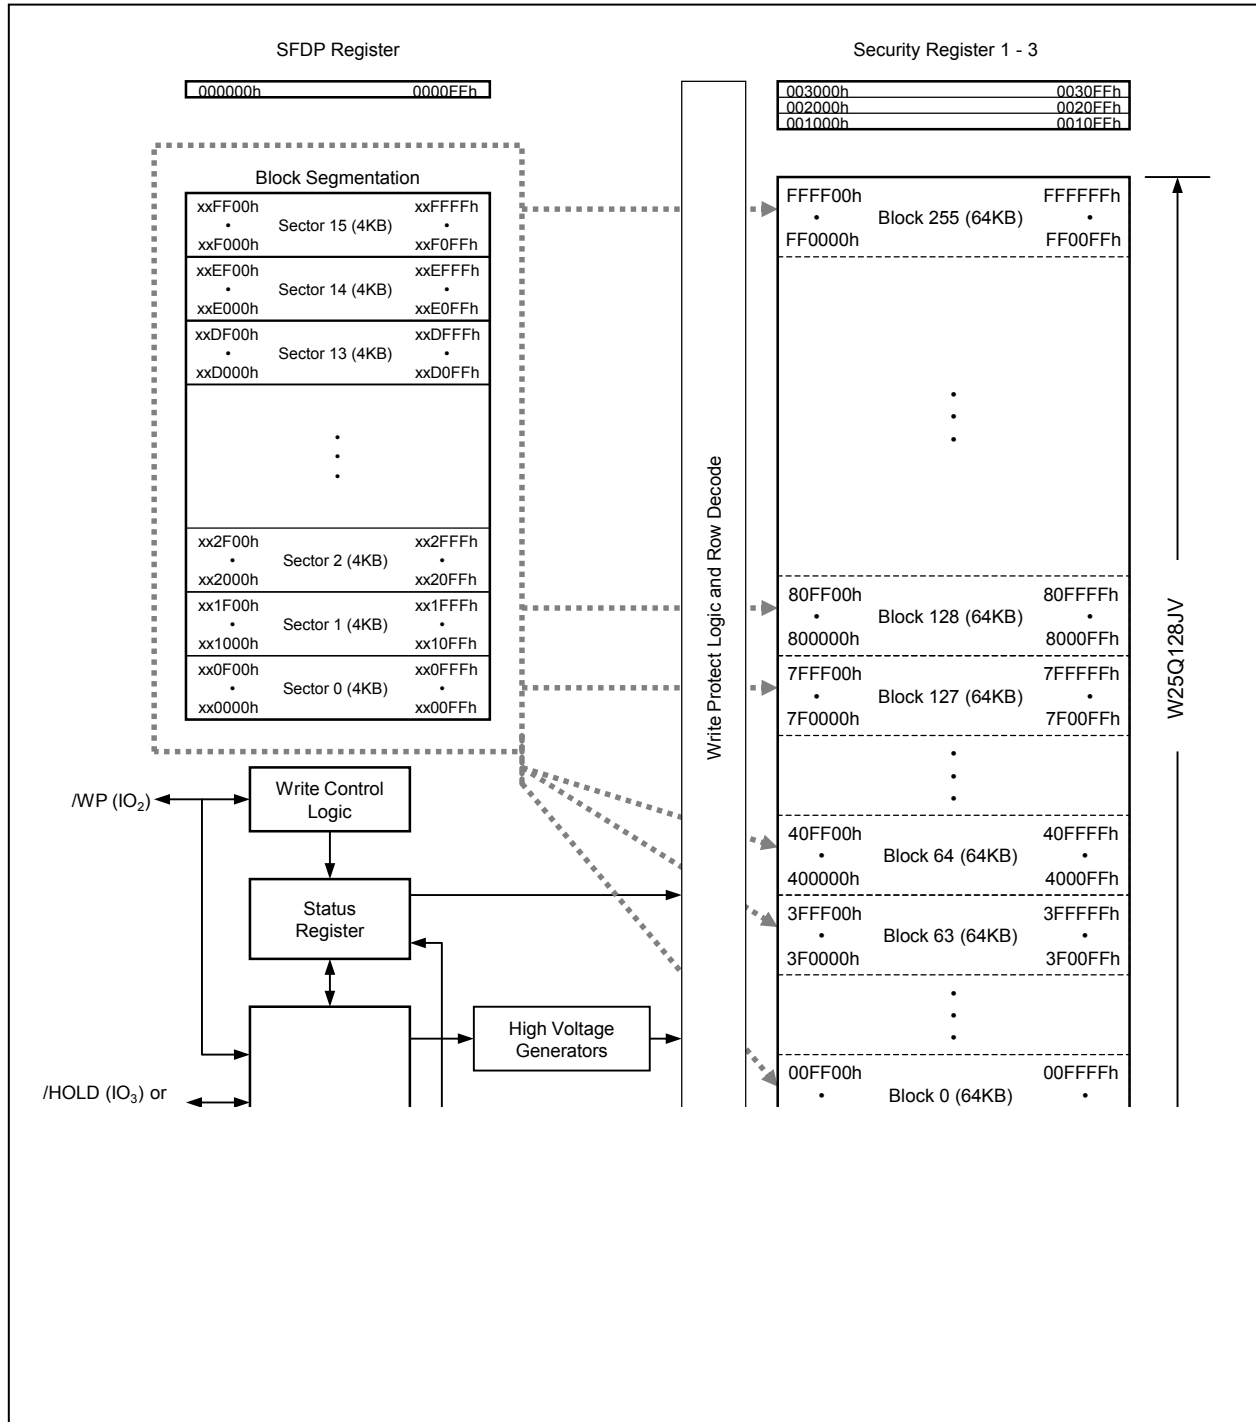 SFDP Register
000000h 0000FFh
Security Register 1 - 3
003000h 0030FFh
002000h 0020FFh
001000h 0010FFh
Block Segmentation
xxFF00h xxFFFFh
Sector 15 (4KB)
xxF000h xxF0FFh
xxEF00h xxEFFFh
Sector 14 (4KB)
xxE000h xxE0FFh
xxDF00h xxDFFFh
Sector 13 (4KB)
xxD000h xxD0FFh
xx2F00h xx2FFFh
Sector 2 (4KB)
xx2000h xx20FFh
xx1F00h xx1FFFh
Sector 1 (4KB)
xx1000h xx10FFh
xx0F00h xx0FFFh
Sector 0 (4KB)
xx0000h xx00FFh
Write Protect Logic and Row Decode
FFFF00h FFFFFFh
Block 255 (64KB)
FF0000h FF00FFh
80FF00h 80FFFFh
Block 128 (64KB)
800000h 8000FFh
7FFF00h 7FFFFFh
Block 127 (64KB)
7F0000h 7F00FFh
40FF00h 40FFFFh
Block 64 (64KB)
400000h 4000FFh
3FFF00h 3FFFFFh
Block 63 (64KB)
3F0000h 3F00FFh
00FF00h 00FFFFh
Block 0 (64KB)
W25Q128JV
/WP (IO₂)
Write Control
Logic
Status
Register
High Voltage
Generators
/HOLD (IO₃) or